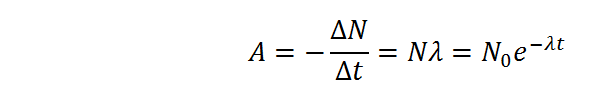 A = −ΔN/Δt = Nλ = N₀e^−λt